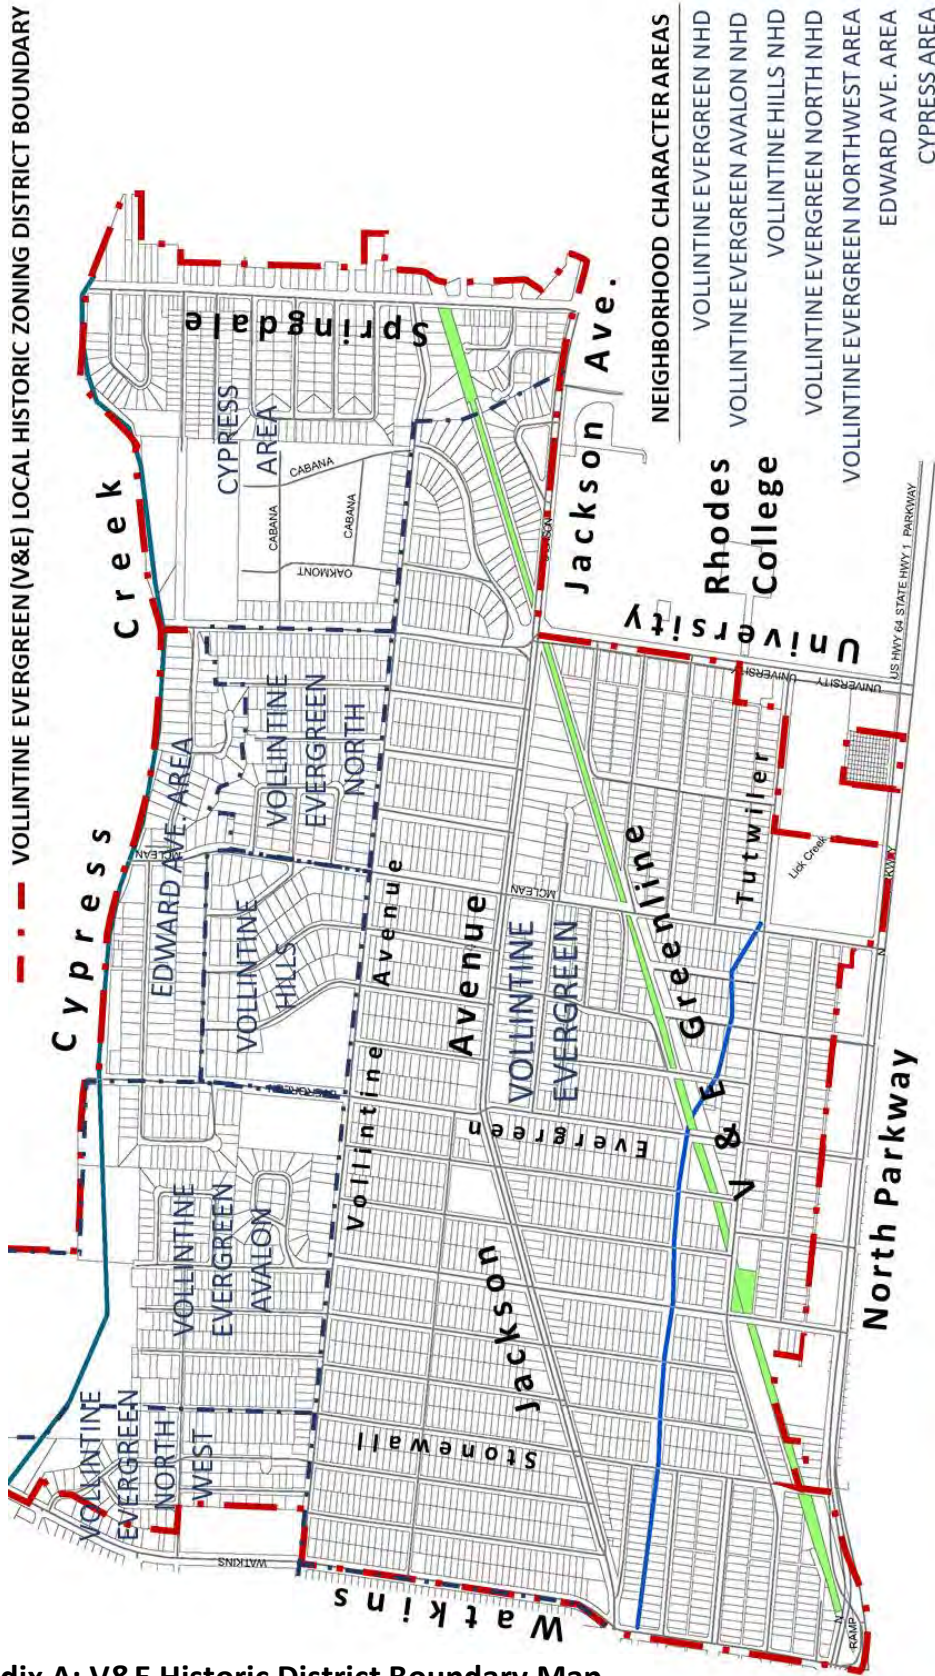 VOLLINTINE EVERGREEN (V&E) LOCAL HISTORIC ZONING DISTRICT BOUNDARY
NEIGHBORHOOD CHARACTER AREAS
VOLLINTINE EVERGREEN NHD
VOLLINTINE EVERGREEN AVALON NHD
VOLLINTINE HILLS NHD
VOLLINTINE EVERGREEN NORTH NHD
VOLLINTINE EVERGREEN NORTHWEST AREA
EDWARD AVE. AREA
CYPRESS AREA
Cypress Creek
VOLLINTINE
EVERGREEN
NORTH
WEST
VOLLINTINE
EVERGREEN
AVALON
EDWARD AVE. AREA
MCLEAN
VOLLINTINE
HILLS
VOLLINTINE
EVERGREEN
NORTH
CYPRESS
AREA
CABANA
CABANA
CABANA
OAKMONT
Springdale
WATKINS
Watkins
Vollintine Avenue
Jackson Avenue
Stonewall
Evergreen
VOLLINTINE
EVERGREEN
MCLEAN
Jackson Ave.
University
Rhodes
College
V & E Greenline
Tutwiler
UNIVERSITY
UNIVERSITY
UNIVERSITY
Lick Creek
US HWY 64 STATE HWY 1 PARKWAY
KWAY
N
North Parkway
N
RAMP
dix A: V&E Historic District Boundary Map